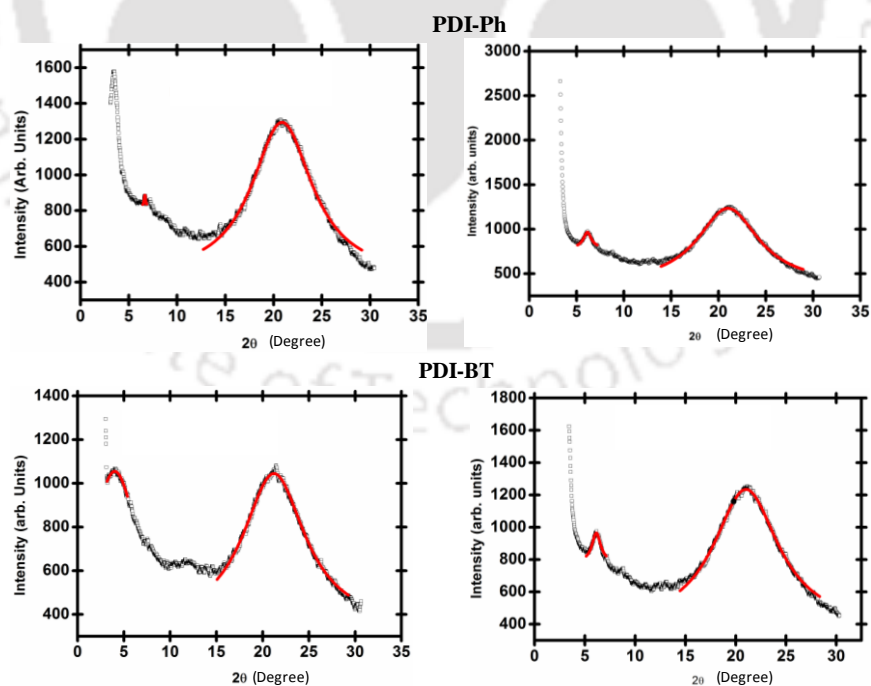 PDI-Ph
1600
1400
1200
1000
800
600
400
Intensity (Arb. Units)
0 5 10 15 20 25 30 35
2θ (Degree)
3000
2500
2000
1500
1000
500
Intensity (arb. units)
0 5 10 15 20 25 30 35
2θ (Degree)
PDI-BT
1400
1200
1000
800
600
400
Intensity (arb. Units)
0 5 10 15 20 25 30 35
2θ (Degree)
1800
1600
1400
1200
1000
800
600
400
Intensity (arb. units)
0 5 10 15 20 25 30
2θ (Degree)